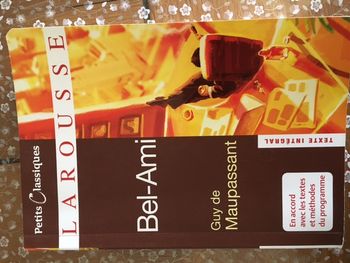 Petits Classiques
LAROUSSE
Bel-Ami
Guy de
Maupassant
TEXTE INTÉGRAL
En accord
avec les textes
et méthodes
du programme